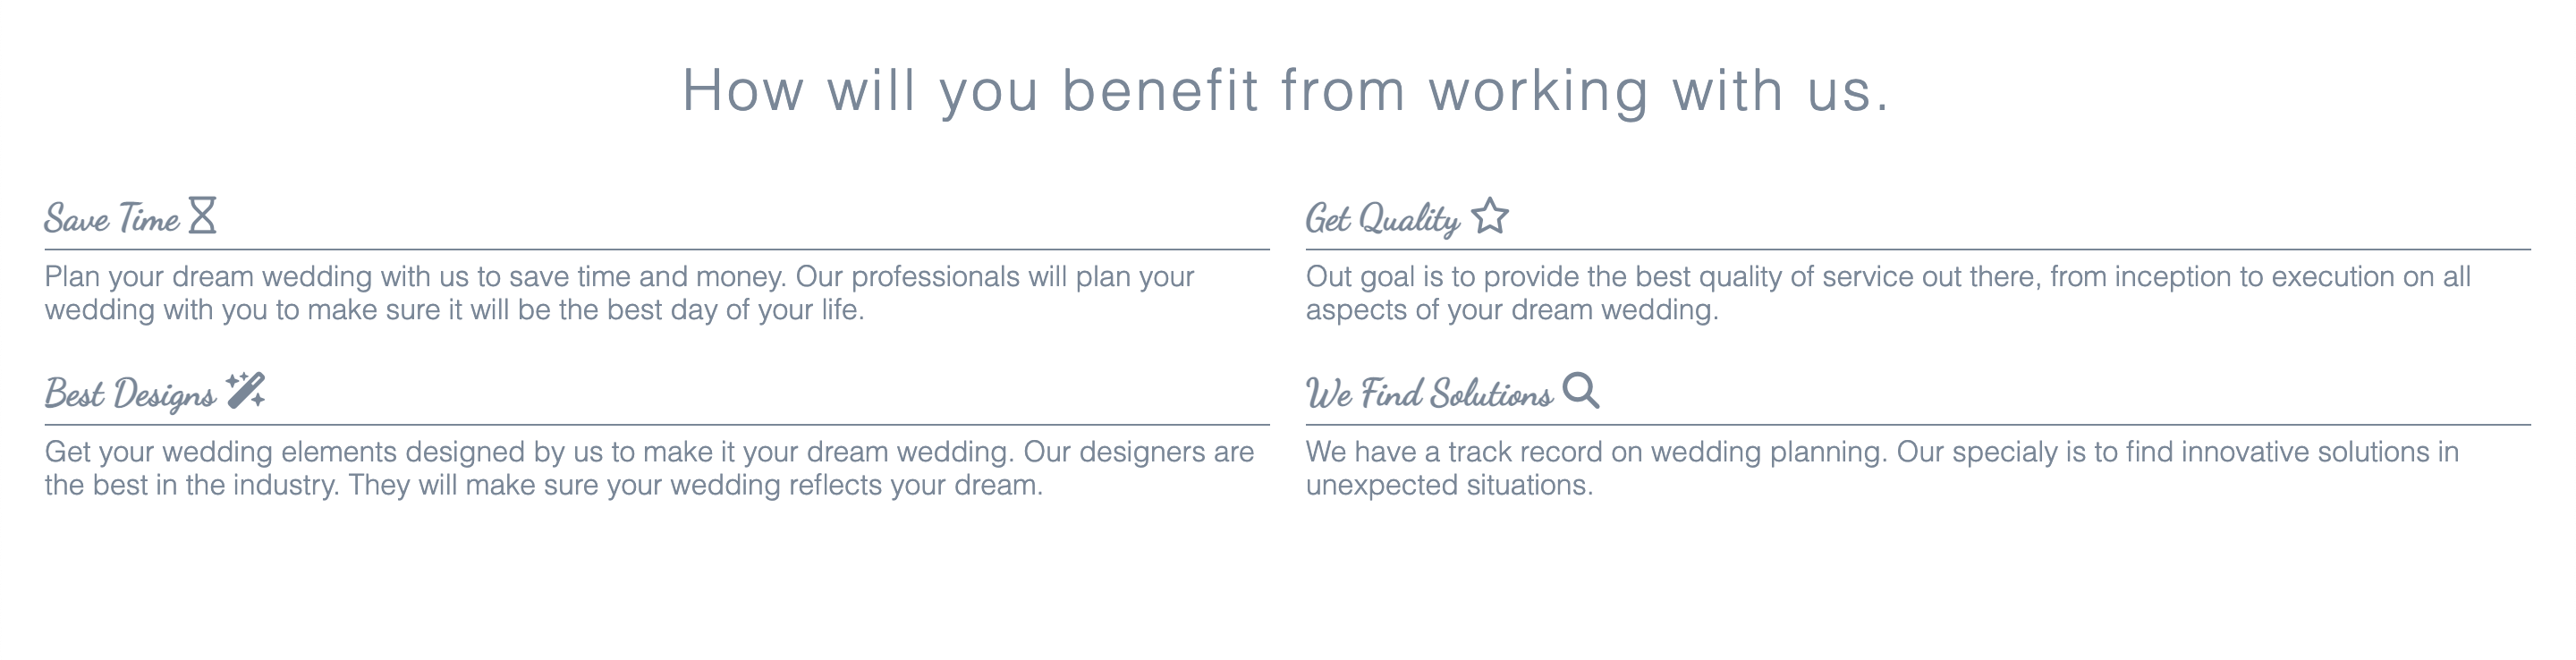 How will you benefit from working with us.
Save Time
Plan your dream wedding with us to save time and money. Our professionals will plan your
wedding with you to make sure it will be the best day of your life.
Get Quality
Out goal is to provide the best quality of service out there, from inception to execution on all
aspects of your dream wedding.
Best Designs
Get your wedding elements designed by us to make it your dream wedding. Our designers are
the best in the industry. They will make sure your wedding reflects your dream.
We Find Solutions
We have a track record on wedding planning. Our specialy is to find innovative solutions in
unexpected situations.